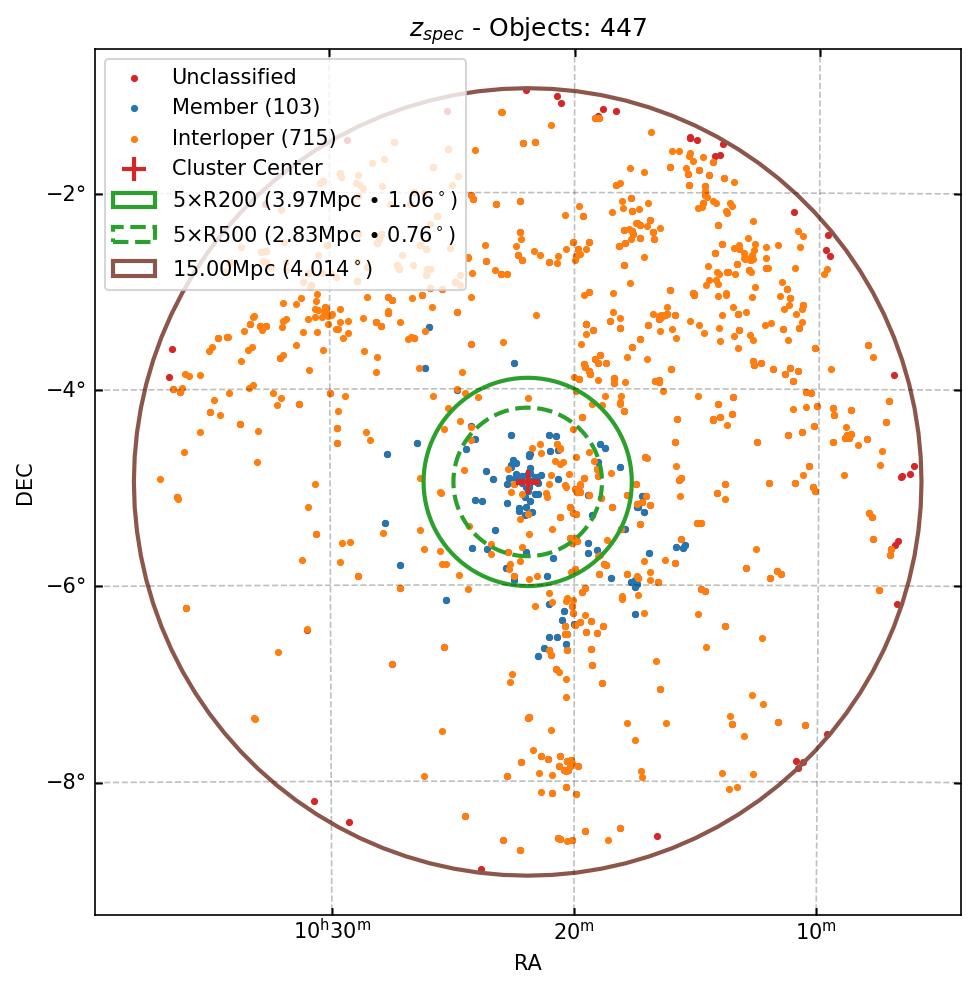 z_spec - Objects: 447
Unclassified
Member (103)
Interloper (715)
Cluster Center
5×R200 (3.97Mpc • 1.06°)
5×R500 (2.83Mpc • 0.76°)
15.00Mpc (4.014°)
−2°
−4°
−6°
−8°
DEC
10ʰ30ᵐ 20ᵐ 10ᵐ
RA